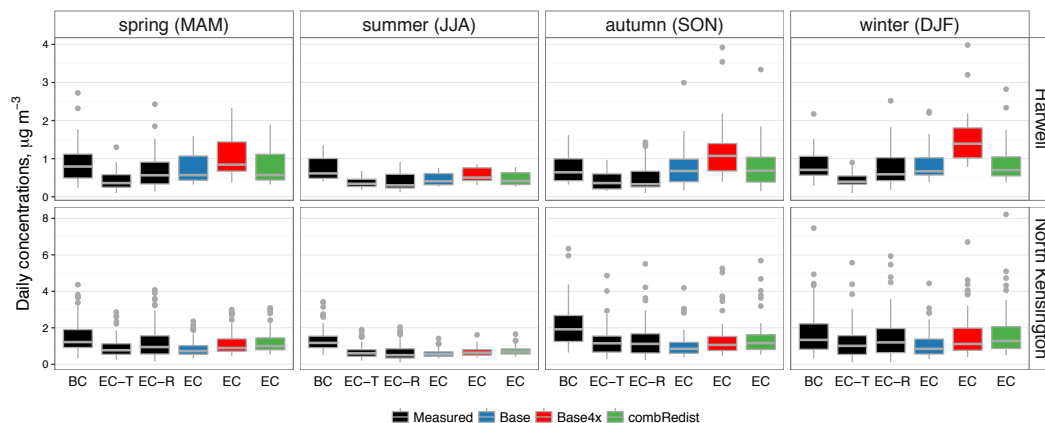 spring (MAM) summer (JJA) autumn (SON) winter (DJF)
Daily concentrations, μg m−3
4
3
2
1
0
Harwell
8
6
4
2
0
North Kensington
BC EC−T EC−R EC EC EC BC EC−T EC−R EC EC EC BC EC−T EC−R EC EC EC BC EC−T EC−R EC EC EC
Measured Base Base4x combRedist